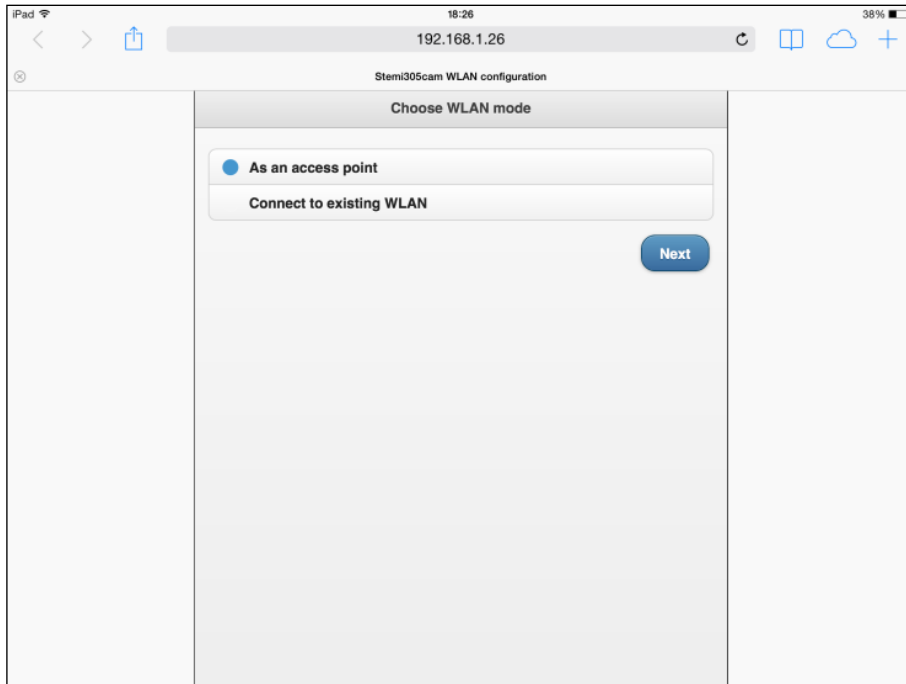 iPad 18:26 38%
192.168.1.26
Stemi305cam WLAN configuration
Choose WLAN mode
As an access point
Connect to existing WLAN
Next